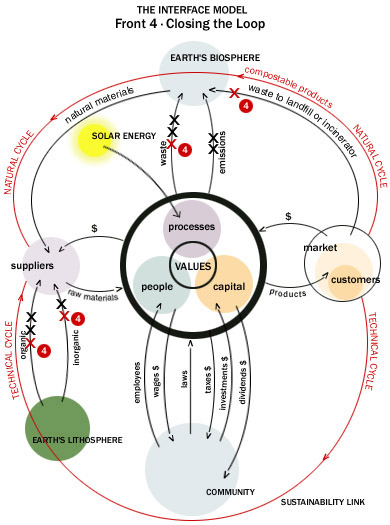 THE INTERFACE MODEL
Front 4 · Closing the Loop
EARTH'S BIOSPHERE
compostable products
waste to landfill or incinerator
natural materials
NATURAL CYCLE
NATURAL CYCLE
SOLAR ENERGY
waste
emissions
4
4
$
$
processes
VALUES
people
capital
suppliers
raw materials
market
customers
products
organic
inorganic
4
4
TECHNICAL CYCLE
TECHNICAL CYCLE
EARTH'S LITHOSPHERE
employees
wages $
laws
taxes $
investments $
dividends $
COMMUNITY
SUSTAINABILITY LINK